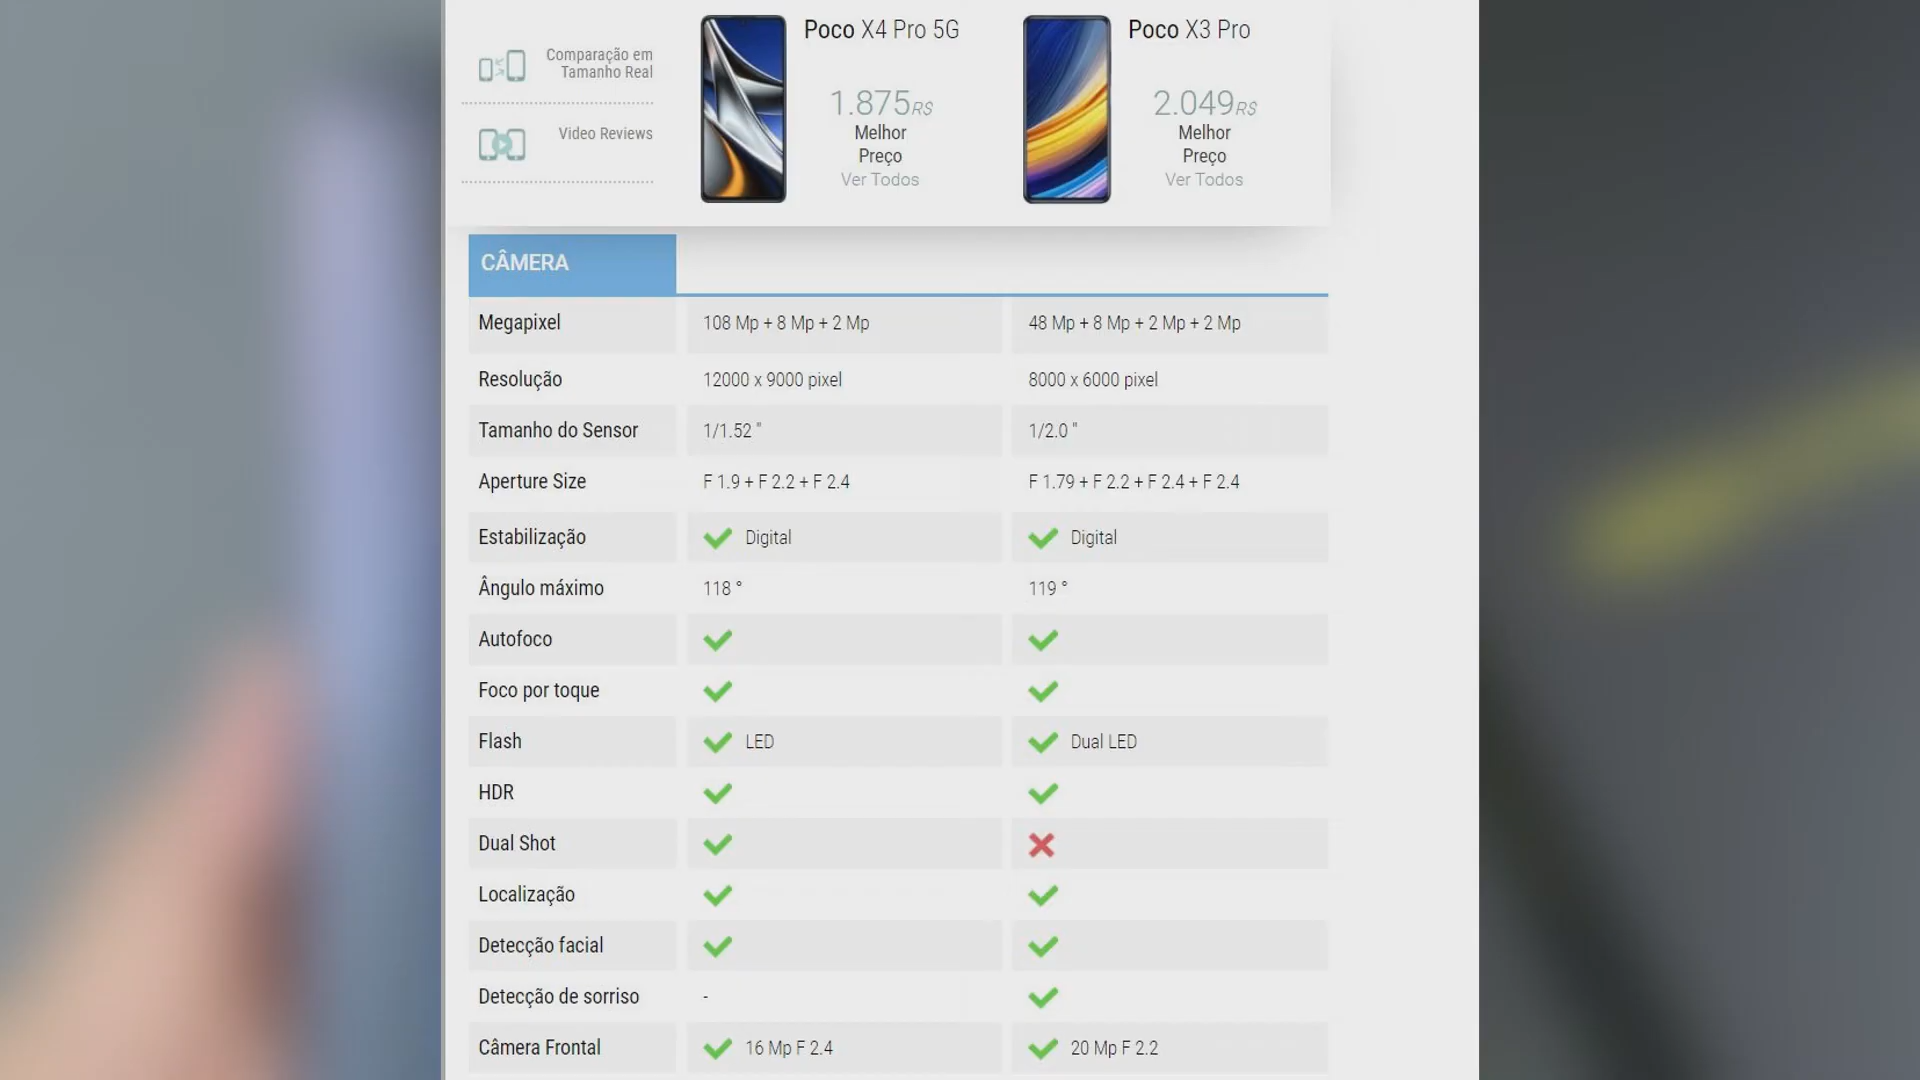 Comparação em
Tamanho Real
Video Reviews
Poco X4 Pro 5G
1.875R$
Melhor
Preço
Ver Todos
Poco X3 Pro
2.049R$
Melhor
Preço
Ver Todos
CÂMERA
Megapixel 108 Mp + 8 Mp + 2 Mp 48 Mp + 8 Mp + 2 Mp + 2 Mp
Resolução 12000 x 9000 pixel 8000 x 6000 pixel
Tamanho do Sensor 1/1.52 " 1/2.0 "
Aperture Size F 1.9 + F 2.2 + F 2.4 F 1.79 + F 2.2 + F 2.4 + F 2.4
Estabilização Digital Digital
Ângulo máximo 118 ° 119 °
Autofoco
Foco por toque
Flash LED Dual LED
HDR
Dual Shot
Localização
Detecção facial
Detecção de sorriso -
Câmera Frontal 16 Mp F 2.4 20 Mp F 2.2